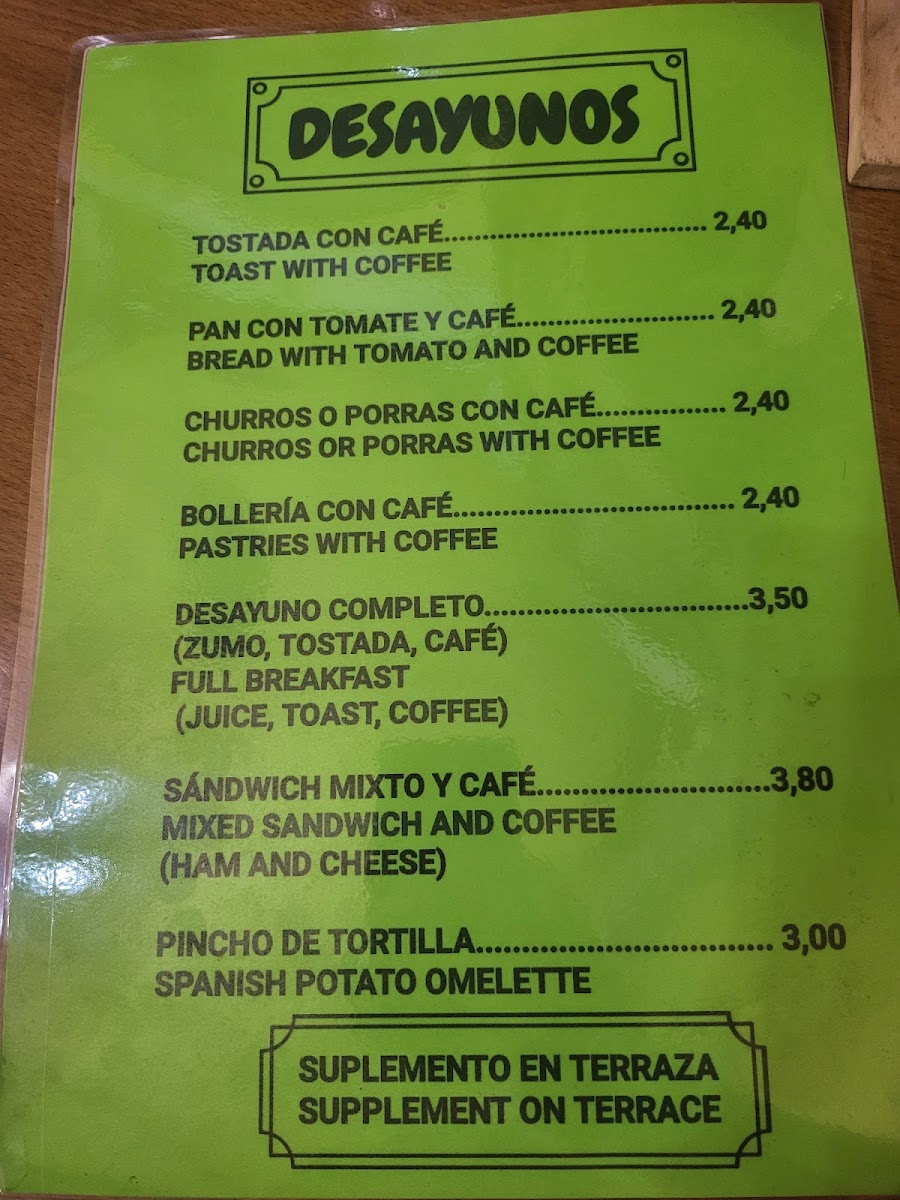 DESAYUNOS
TOSTADA CON CAFÉ.................................. 2,40
TOAST WITH COFFEE
PAN CON TOMATE Y CAFÉ......................... 2,40
BREAD WITH TOMATO AND COFFEE
CHURROS O PORRAS CON CAFÉ................ 2,40
CHURROS OR PORRAS WITH COFFEE
BOLLERÍA CON CAFÉ................................... 2,40
PASTRIES WITH COFFEE
DESAYUNO COMPLETO................................3,50
(ZUMO, TOSTADA, CAFÉ)
FULL BREAKFAST
(JUICE, TOAST, COFFEE)
SÁNDWICH MIXTO Y CAFÉ..........................3,80
MIXED SANDWICH AND COFFEE
(HAM AND CHEESE)
PINCHO DE TORTILLA................................ 3,00
SPANISH POTATO OMELETTE
SUPLEMENTO EN TERRAZA
SUPPLEMENT ON TERRACE